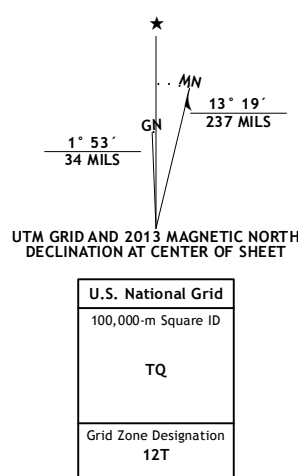 ★
MN
GN
13° 19´
237 MILS
1° 53´
34 MILS
UTM GRID AND 2013 MAGNETIC NORTH
DECLINATION AT CENTER OF SHEET
U.S. National Grid
100,000-m Square ID
TQ
Grid Zone Designation
12T